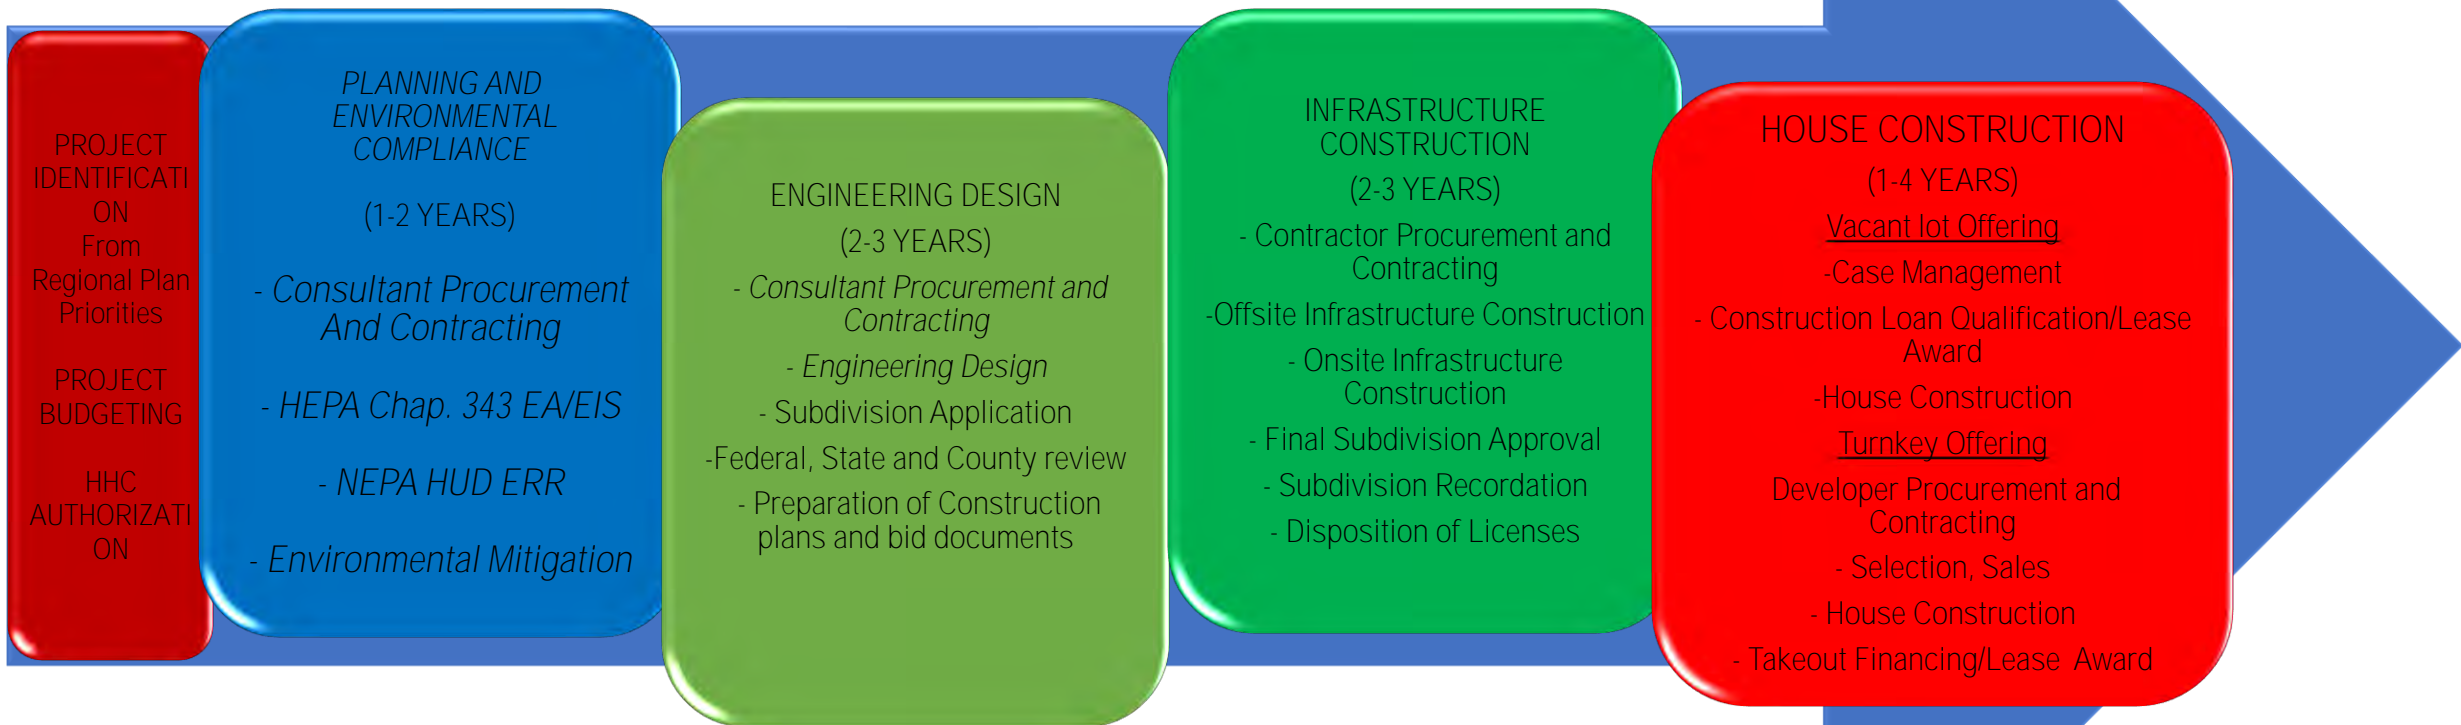 PROJECT
IDENTIFICATI
ON
From
Regional Plan
Priorities
PROJECT
BUDGETING
HHC
AUTHORIZATI
ON
PLANNING AND
ENVIRONMENTAL
COMPLIANCE
(1-2 YEARS)
- Consultant Procurement
And Contracting
- HEPA Chap. 343 EA/EIS
- NEPA HUD ERR
- Environmental Mitigation
ENGINEERING DESIGN
(2-3 YEARS)
- Consultant Procurement and
Contracting
- Engineering Design
- Subdivision Application
-Federal, State and County review
- Preparation of Construction
plans and bid documents
INFRASTRUCTURE
CONSTRUCTION
(2-3 YEARS)
- Contractor Procurement and
Contracting
-Offsite Infrastructure Construction
- Onsite Infrastructure
Construction
- Final Subdivision Approval
- Subdivision Recordation
- Disposition of Licenses
HOUSE CONSTRUCTION
(1-4 YEARS)
Vacant lot Offering
-Case Management
- Construction Loan Qualification/Lease
Award
-House Construction
Turnkey Offering
Developer Procurement and
Contracting
- Selection, Sales
- House Construction
- Takeout Financing/Lease Award